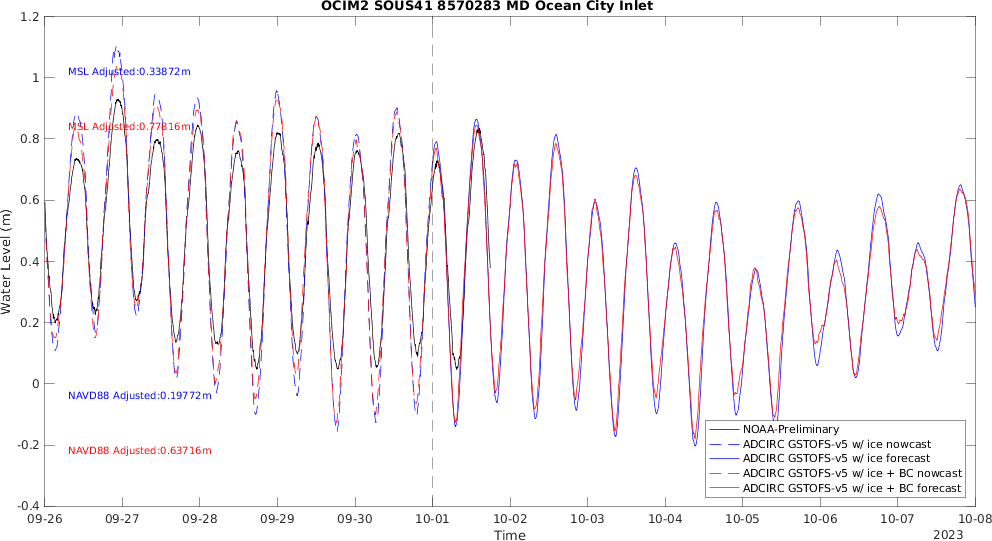 OCIM2 SOUS41 8570283 MD Ocean City Inlet
1.2
1
0.8
0.6
0.4
0.2
0
-0.2
-0.4
Water Level (m)
MSL Adjusted:0.33872m
MSL Adjusted:0.77816m
NAVD88 Adjusted:0.19772m
NAVD88 Adjusted:0.63716m
NOAA-Preliminary
ADCIRC GSTOFS-v5 w/ ice nowcast
ADCIRC GSTOFS-v5 w/ ice forecast
ADCIRC GSTOFS-v5 w/ ice + BC nowcast
ADCIRC GSTOFS-v5 w/ ice + BC forecast
09-26 09-27 09-28 09-29 09-30 10-01 10-02 10-03 10-04 10-05 10-06 10-07 10-08
Time
2023